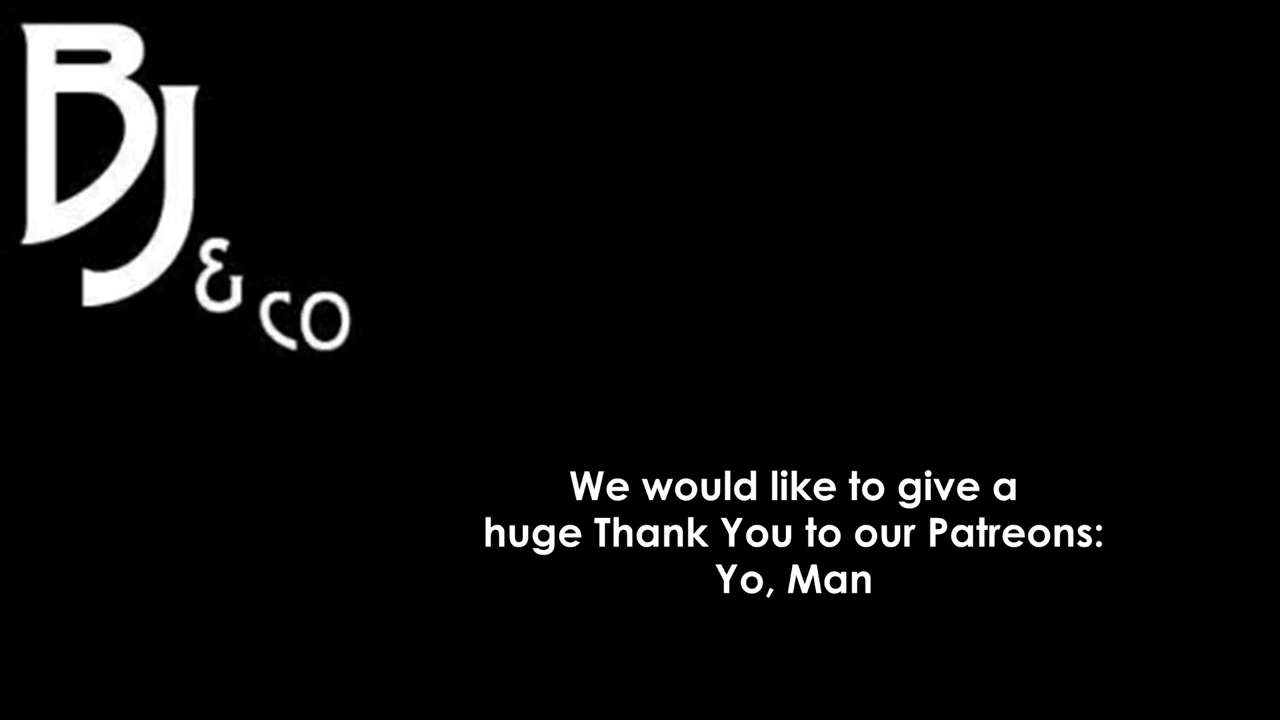 BJ
& CO
We would like to give a
huge Thank You to our Patreons:
Yo, Man